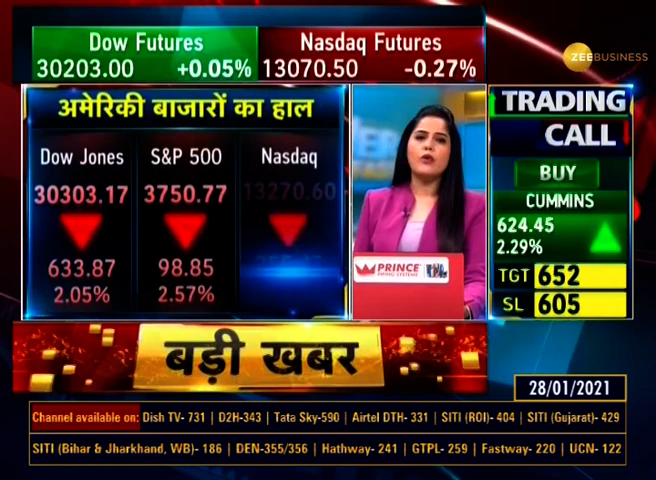 Dow Futures
30203.00 +0.05%
Nasdaq Futures
13070.50 -0.27%
ZEEBUSINESS
अमेरिकी बाजारों का हाल
Dow Jones S&P 500 Nasdaq
30303.17 3750.77 13270.60
633.87 98.85
2.05% 2.57%
PRINCE
PIPING SYSTEMS
TRADING
CALL
BUY
CUMMINS
624.45
2.29%
TGT 652
SL 605
बड़ी खबर
28/01/2021
Channel available on: Dish TV- 731 | D2H-343 | Tata Sky-590 | Airtel DTH- 331 | SITI (ROI)- 404 | SITI (Gujarat)- 429
SITI (Bihar & Jharkhand, WB)- 186 | DEN-355/356 | Hathway- 241 | GTPL- 259 | Fastway- 220 | UCN- 122